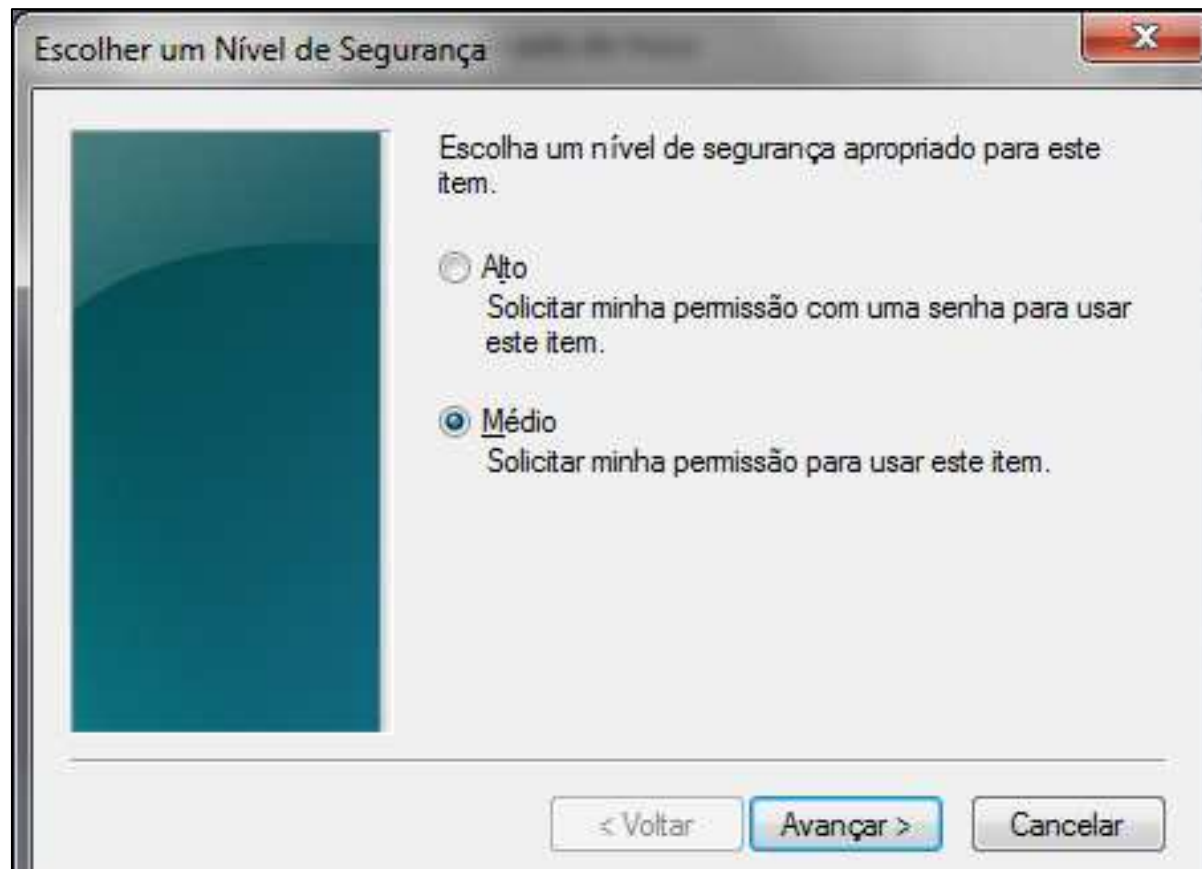 Escolher um Nível de Segurança
Escolha um nível de segurança apropriado para este
item.
Alto
Solicitar minha permissão com uma senha para usar
este item.
Médio
Solicitar minha permissão para usar este item.
< Voltar
Avançar >
Cancelar